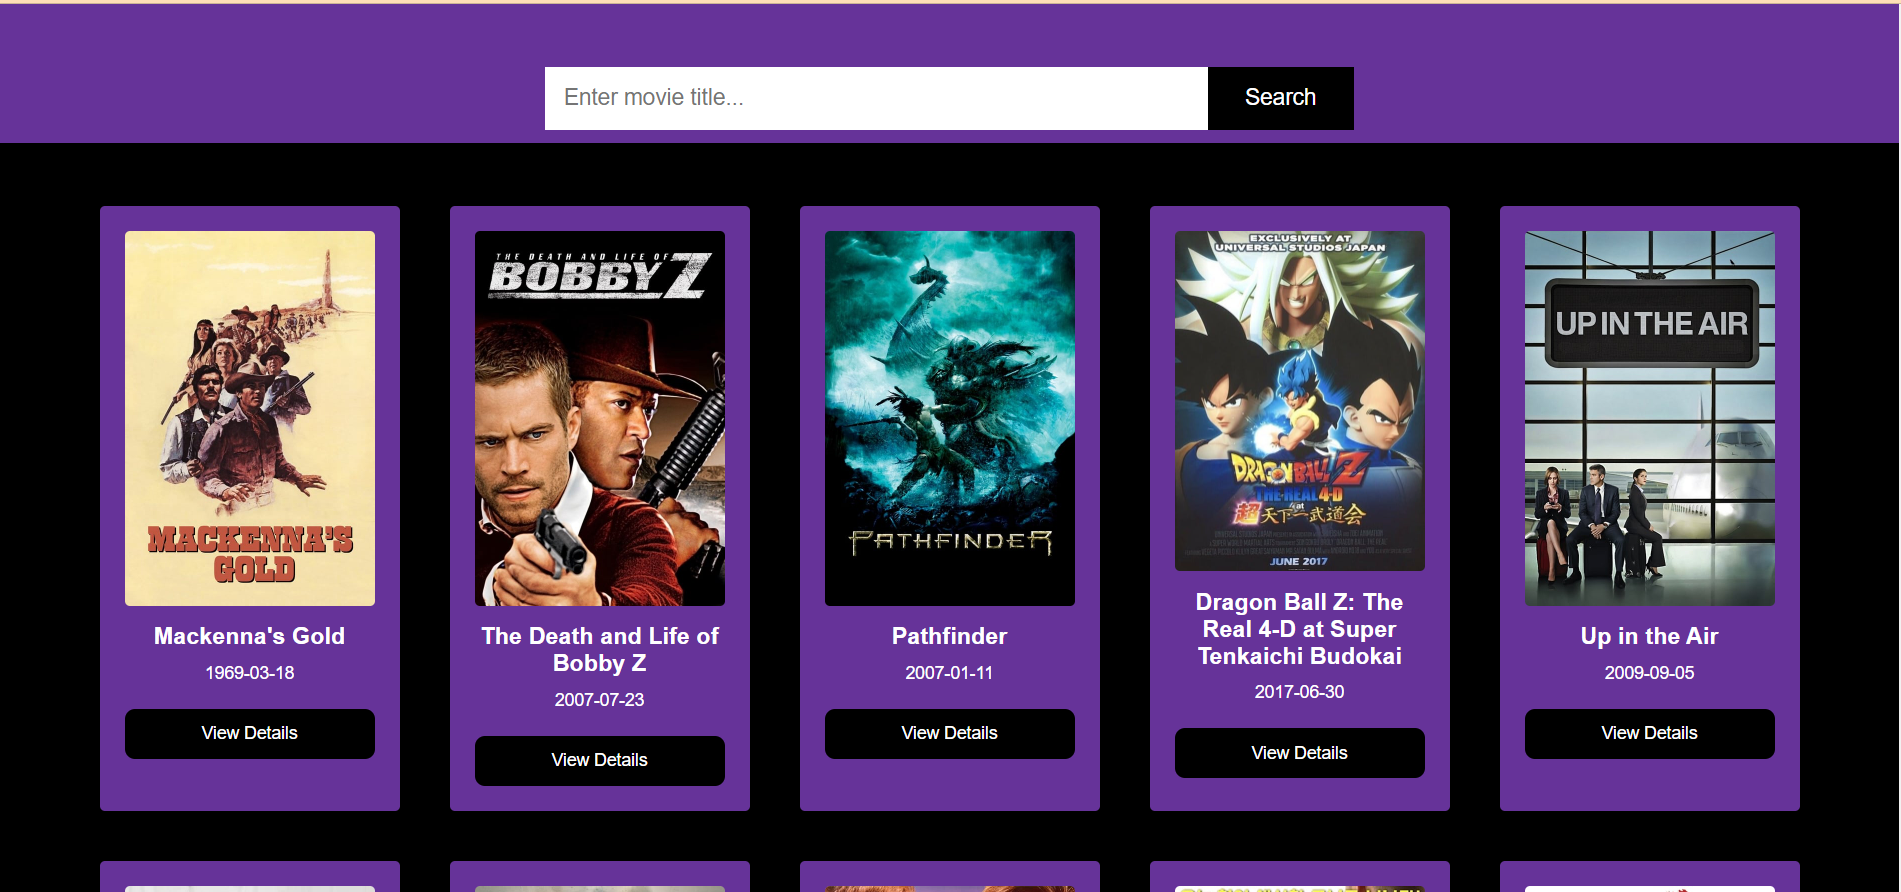 Enter movie title...
Search
MACKENNA'S
GOLD
Mackenna's Gold
1969-03-18
View Details
THE DEATH AND LIFE OF
BOBBY Z
The Death and Life of
Bobby Z
2007-07-23
View Details
PATHFINDER
Pathfinder
2007-01-11
View Details
EXCLUSIVELY AT
UNIVERSAL STUDIOS JAPAN
DRAGON BALL Z
THE REAL 4-D
at
超天下一武道会
JUNE 2017
Dragon Ball Z: The
Real 4-D at Super
Tenkaichi Budokai
2017-06-30
View Details
UP IN THE AIR
Up in the Air
2009-09-05
View Details